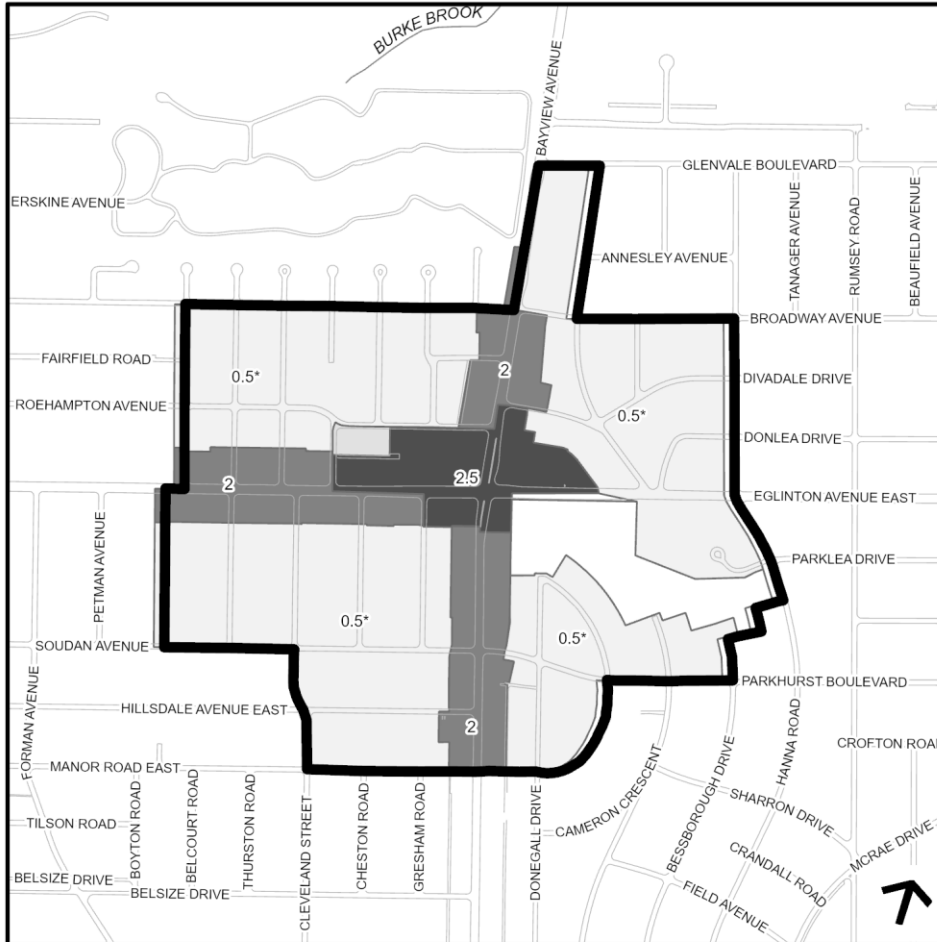 BURKE BROOK
BAYVIEW AVENUE
GLENVALE BOULEVARD
ERSKINE AVENUE
TANAGER AVENUE
RUMSEY ROAD
BEAUFIELD AVENUE
ANNESLEY AVENUE
BROADWAY AVENUE
FAIRFIELD ROAD
0.5*
2
DIVADALE DRIVE
ROEHAMPTON AVENUE
0.5*
DONLEA DRIVE
2
2.5
EGLINTON AVENUE EAST
PETMAN AVENUE
PARKLEA DRIVE
0.5*
0.5*
SOUDAN AVENUE
PARKHURST BOULEVARD
FORMAN AVENUE
HILLSDALE AVENUE EAST
2
HANNA ROAD
CROFTON ROAD
MANOR ROAD EAST
BOYTON ROAD
BELCOURT ROAD
THURSTON ROAD
CLEVELAND STREET
CHESTON ROAD
GRESHAM ROAD
DONEGALL DRIVE
CAMERON CRESCENT
BESSBOROUGH DRIVE
SHARRON DRIVE
TILSON ROAD
CRANDALL ROAD
MCRAE DRIVE
BELSIZE DRIVE
BELSIZE DRIVE
FIELD AVENUE